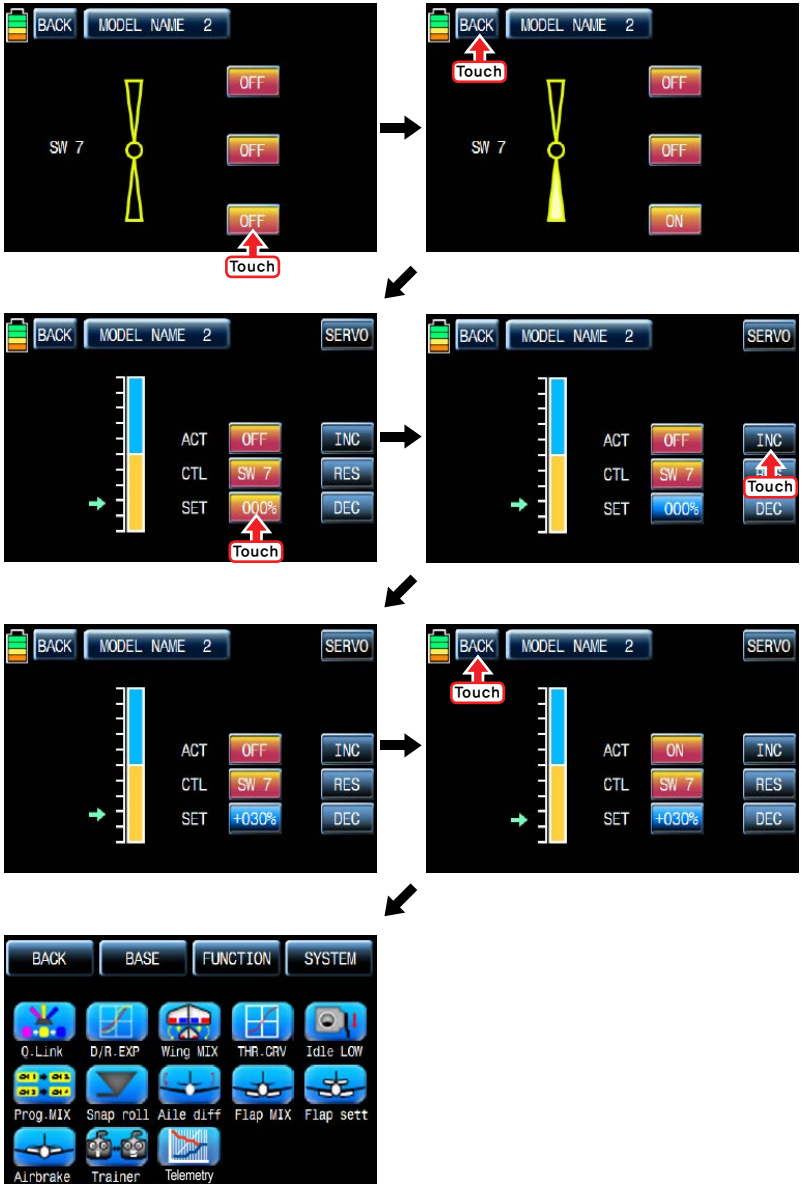 BACK MODEL NAME 2
OFF
SW 7 OFF
OFF
Touch
BACK MODEL NAME 2
Touch
OFF
SW 7 OFF
ON
BACK MODEL NAME 2 SERVO
ACT OFF INC
CTL SW 7 RES
SET 000% DEC
Touch
BACK MODEL NAME 2 SERVO
ACT OFF INC
CTL SW 7
Touch
SET 000% DEC
BACK MODEL NAME 2 SERVO
ACT OFF INC
CTL SW 7 RES
SET +030% DEC
BACK MODEL NAME 2 SERVO
Touch
ACT ON INC
CTL SW 7 RES
SET +030% DEC
BACK BASE FUNCTION SYSTEM
Q.Link D/R.EXP Wing MIX THR.CRV Idle LOW
CH1 CH2
CH3 CH4
Prog.MIX Snap roll Aile diff Flap MIX Flap sett
Airbrake Trainer Telemetry